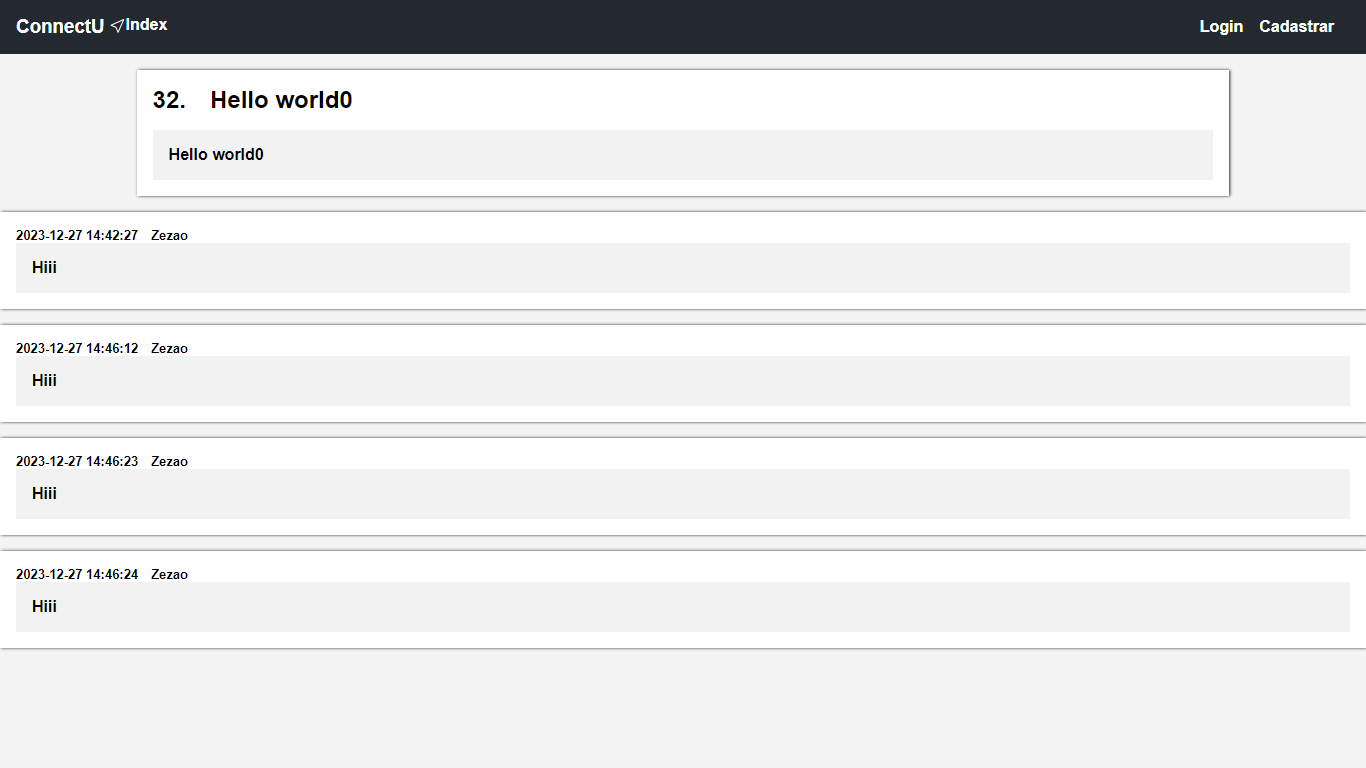 ConnectU Index Login Cadastrar
32. Hello world0
Hello world0
2023-12-27 14:42:27 Zezao
Hiii
2023-12-27 14:46:12 Zezao
Hiii
2023-12-27 14:46:23 Zezao
Hiii
2023-12-27 14:46:24 Zezao
Hiii